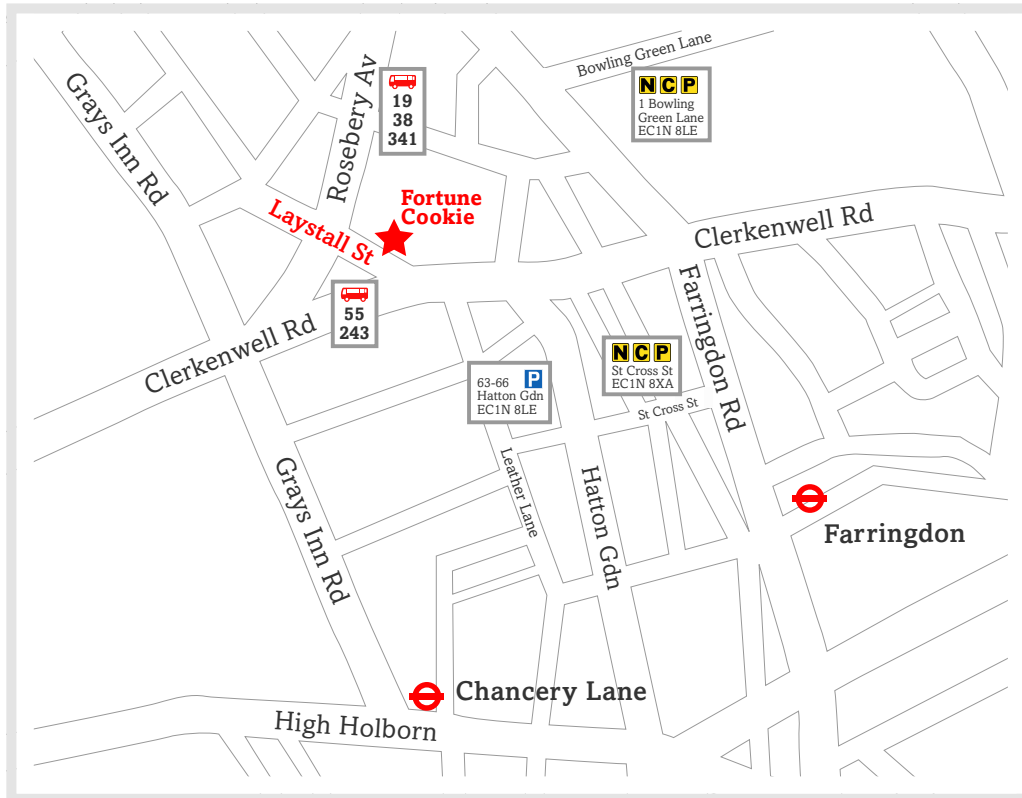 Bowling Green Lane
NCP
1 Bowling
Green Lane
EC1N 8LE
Grays Inn Rd
Rosebery Av
19
38
341
Fortune
Cookie
Laystall St
Clerkenwell Rd
55
243
Clerkenwell Rd
Farringdon Rd
NCP
St Cross St
EC1N 8XA
63-66 P
Hatton Gdn
EC1N 8LE
St Cross St
Leather Lane
Hatton Gdn
Grays Inn Rd
Farringdon
Chancery Lane
High Holborn